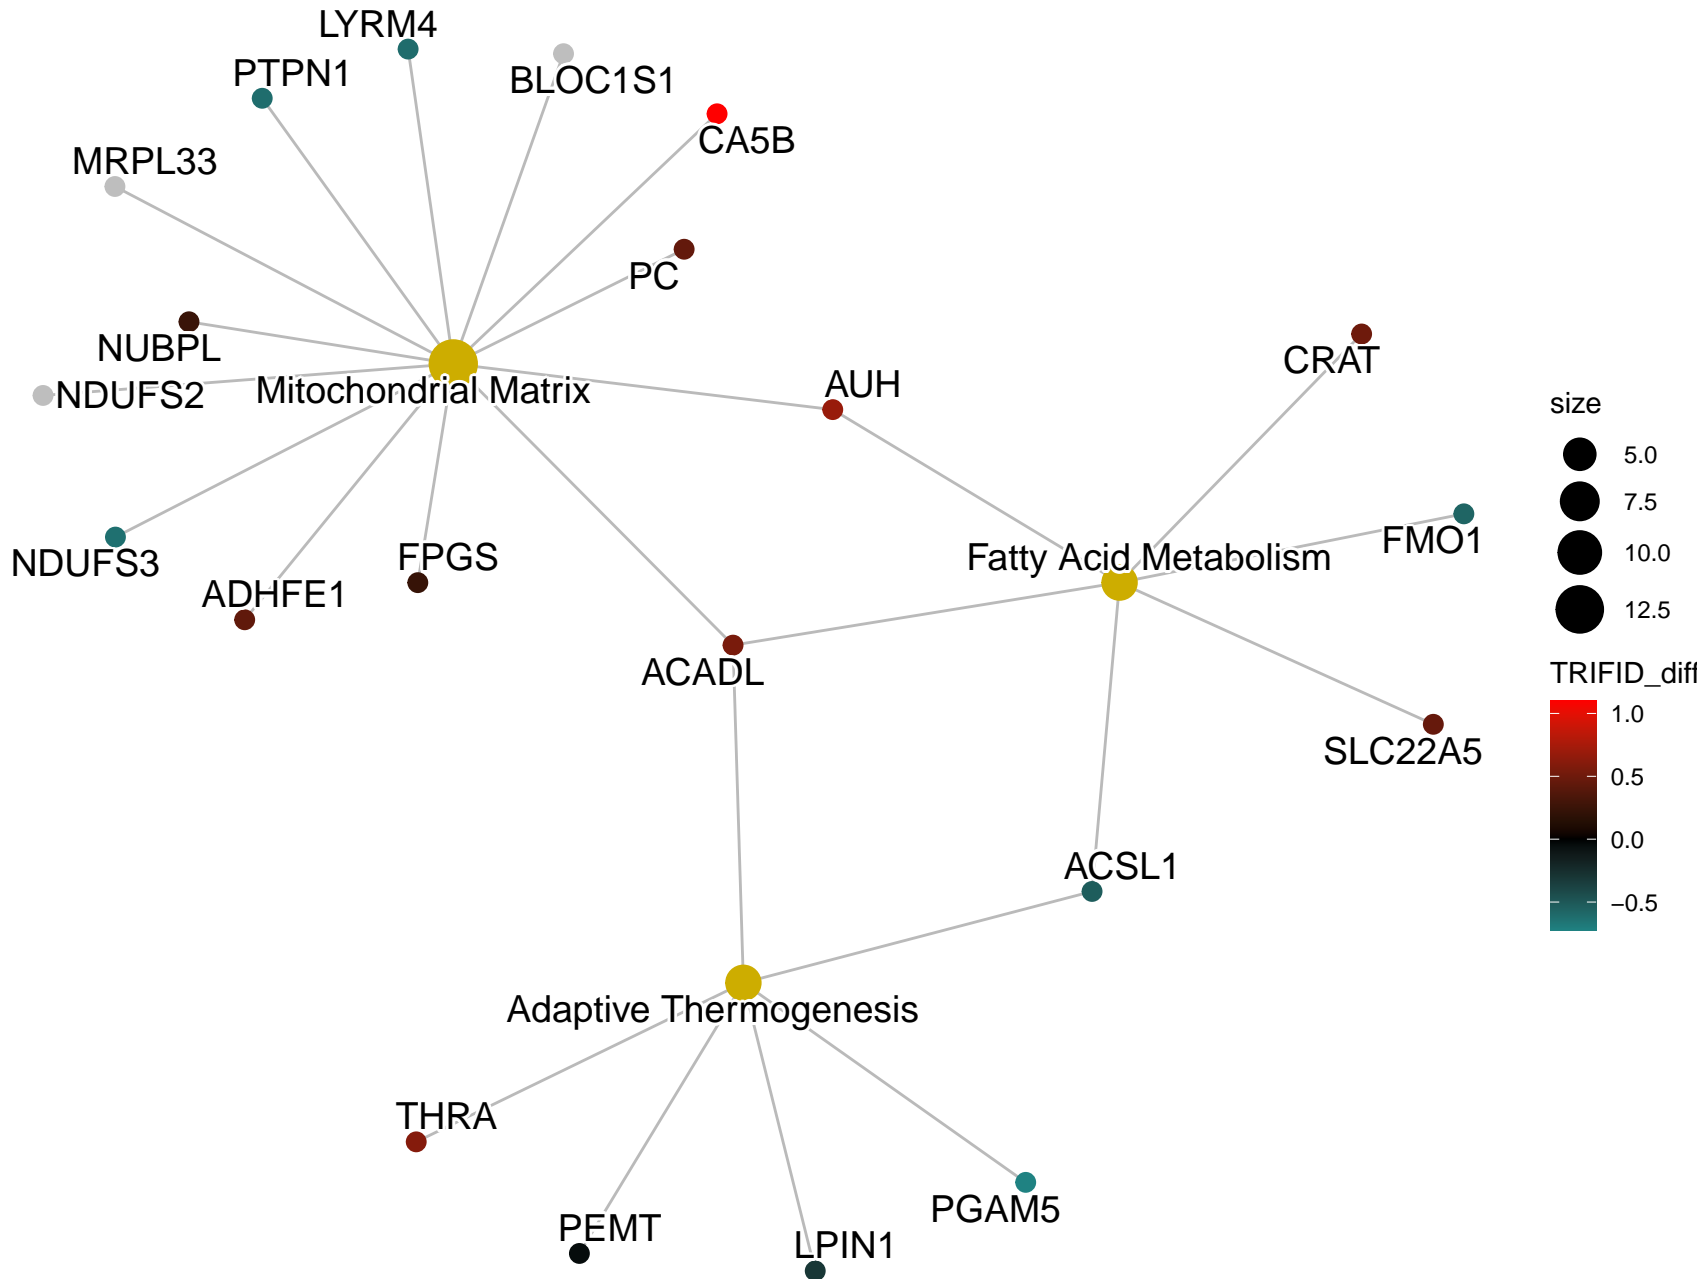 LYRM4
PTPN1
BLOC1S1
CA5B
MRPL33
PC
NUBPL
NDUFS2
Mitochondrial Matrix
AUH
CRAT
NDUFS3
ADHFE1
FPGS
Fatty Acid Metabolism
FMO1
ACADL
SLC22A5
ACSL1
Adaptive Thermogenesis
THRA
PEMT
LPIN1
PGAM5
size
5.0
7.5
10.0
12.5
TRIFID_diff
1.0
0.5
0.0
−0.5